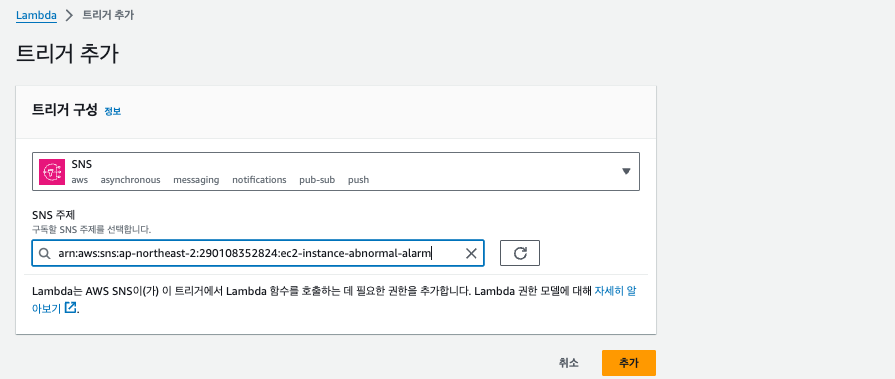 Lambda > 트리거 추가
트리거 추가
트리거 구성 정보
SNS
aws asynchronous messaging notifications pub-sub push
SNS 주제
구독할 SNS 주제를 선택합니다.
arn:aws:sns:ap-northeast-2:290108352824:ec2-instance-abnormal-alarm
Lambda는 AWS SNS이(가) 이 트리거에서 Lambda 함수를 호출하는 데 필요한 권한을 추가합니다. Lambda 권한 모델에 대해 자세히 알
아보기.
취소 추가